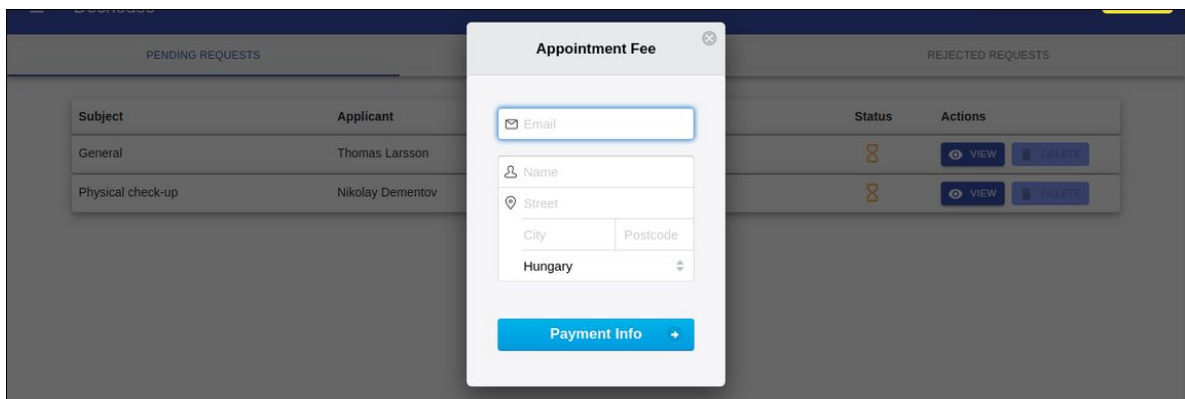 Appointment Fee
PENDING REQUESTS
REJECTED REQUESTS
Subject Applicant Status Actions
General Thomas Larsson VIEW DELETE
Physical check-up Nikolay Dementov VIEW DELETE
Email
Name
Street
City Postcode
Hungary
Payment Info